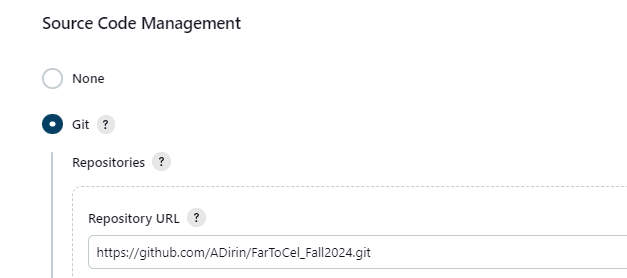 Source Code Management
None
Git ?
Repositories ?
Repository URL ?
https://github.com/ADirin/FarToCel_Fall2024.git